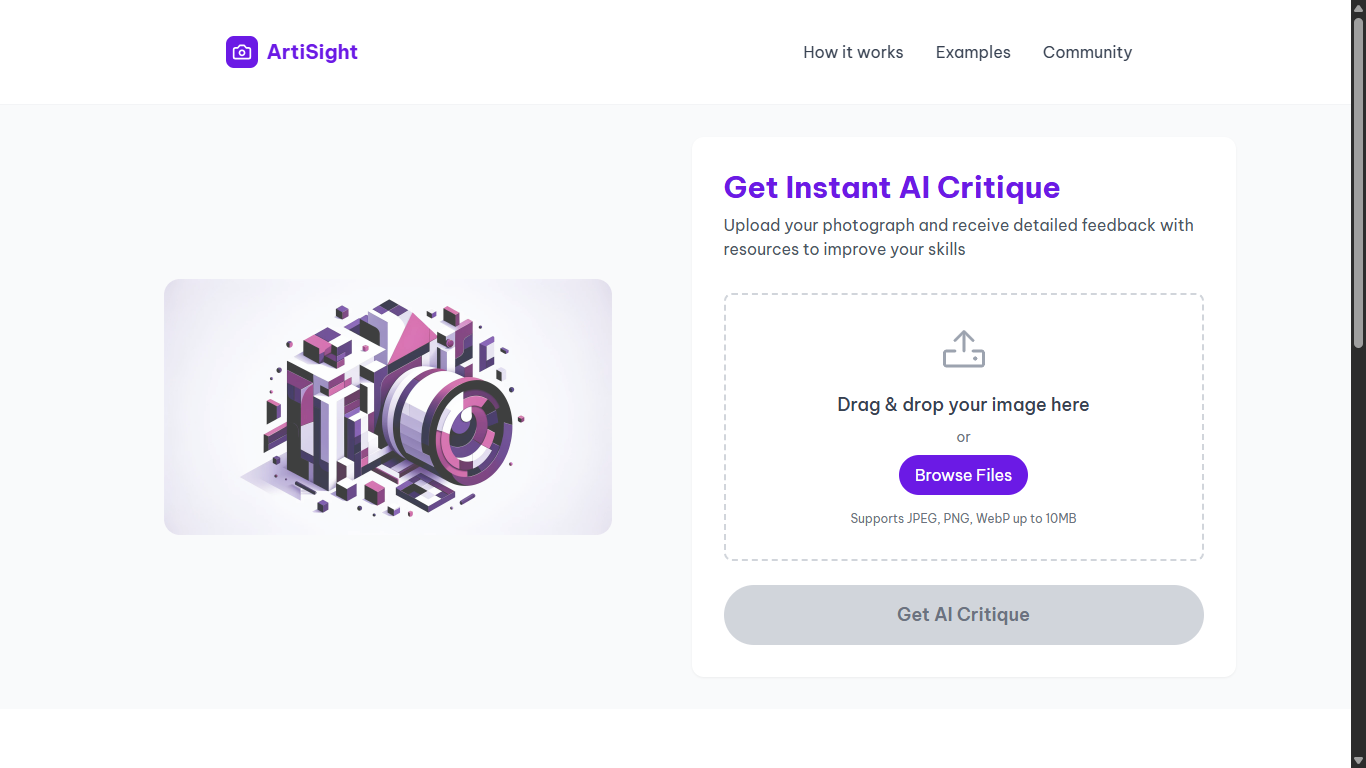 ArtiSight
How it works
Examples
Community
Get Instant AI Critique
Upload your photograph and receive detailed feedback with
resources to improve your skills
Drag & drop your image here
or
Browse Files
Supports JPEG, PNG, WebP up to 10MB
Get AI Critique